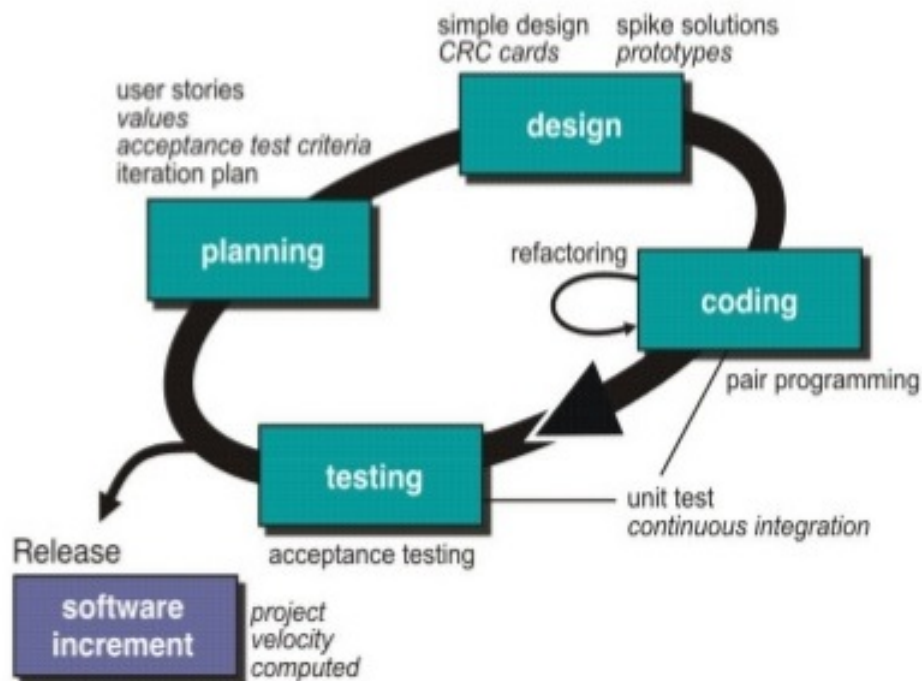 simple design
CRC cards
spike solutions
prototypes
user stories
values
acceptance test criteria
iteration plan
design
planning
refactoring
coding
pair programming
testing
unit test
continuous integration
acceptance testing
Release
software
increment
project
velocity
computed